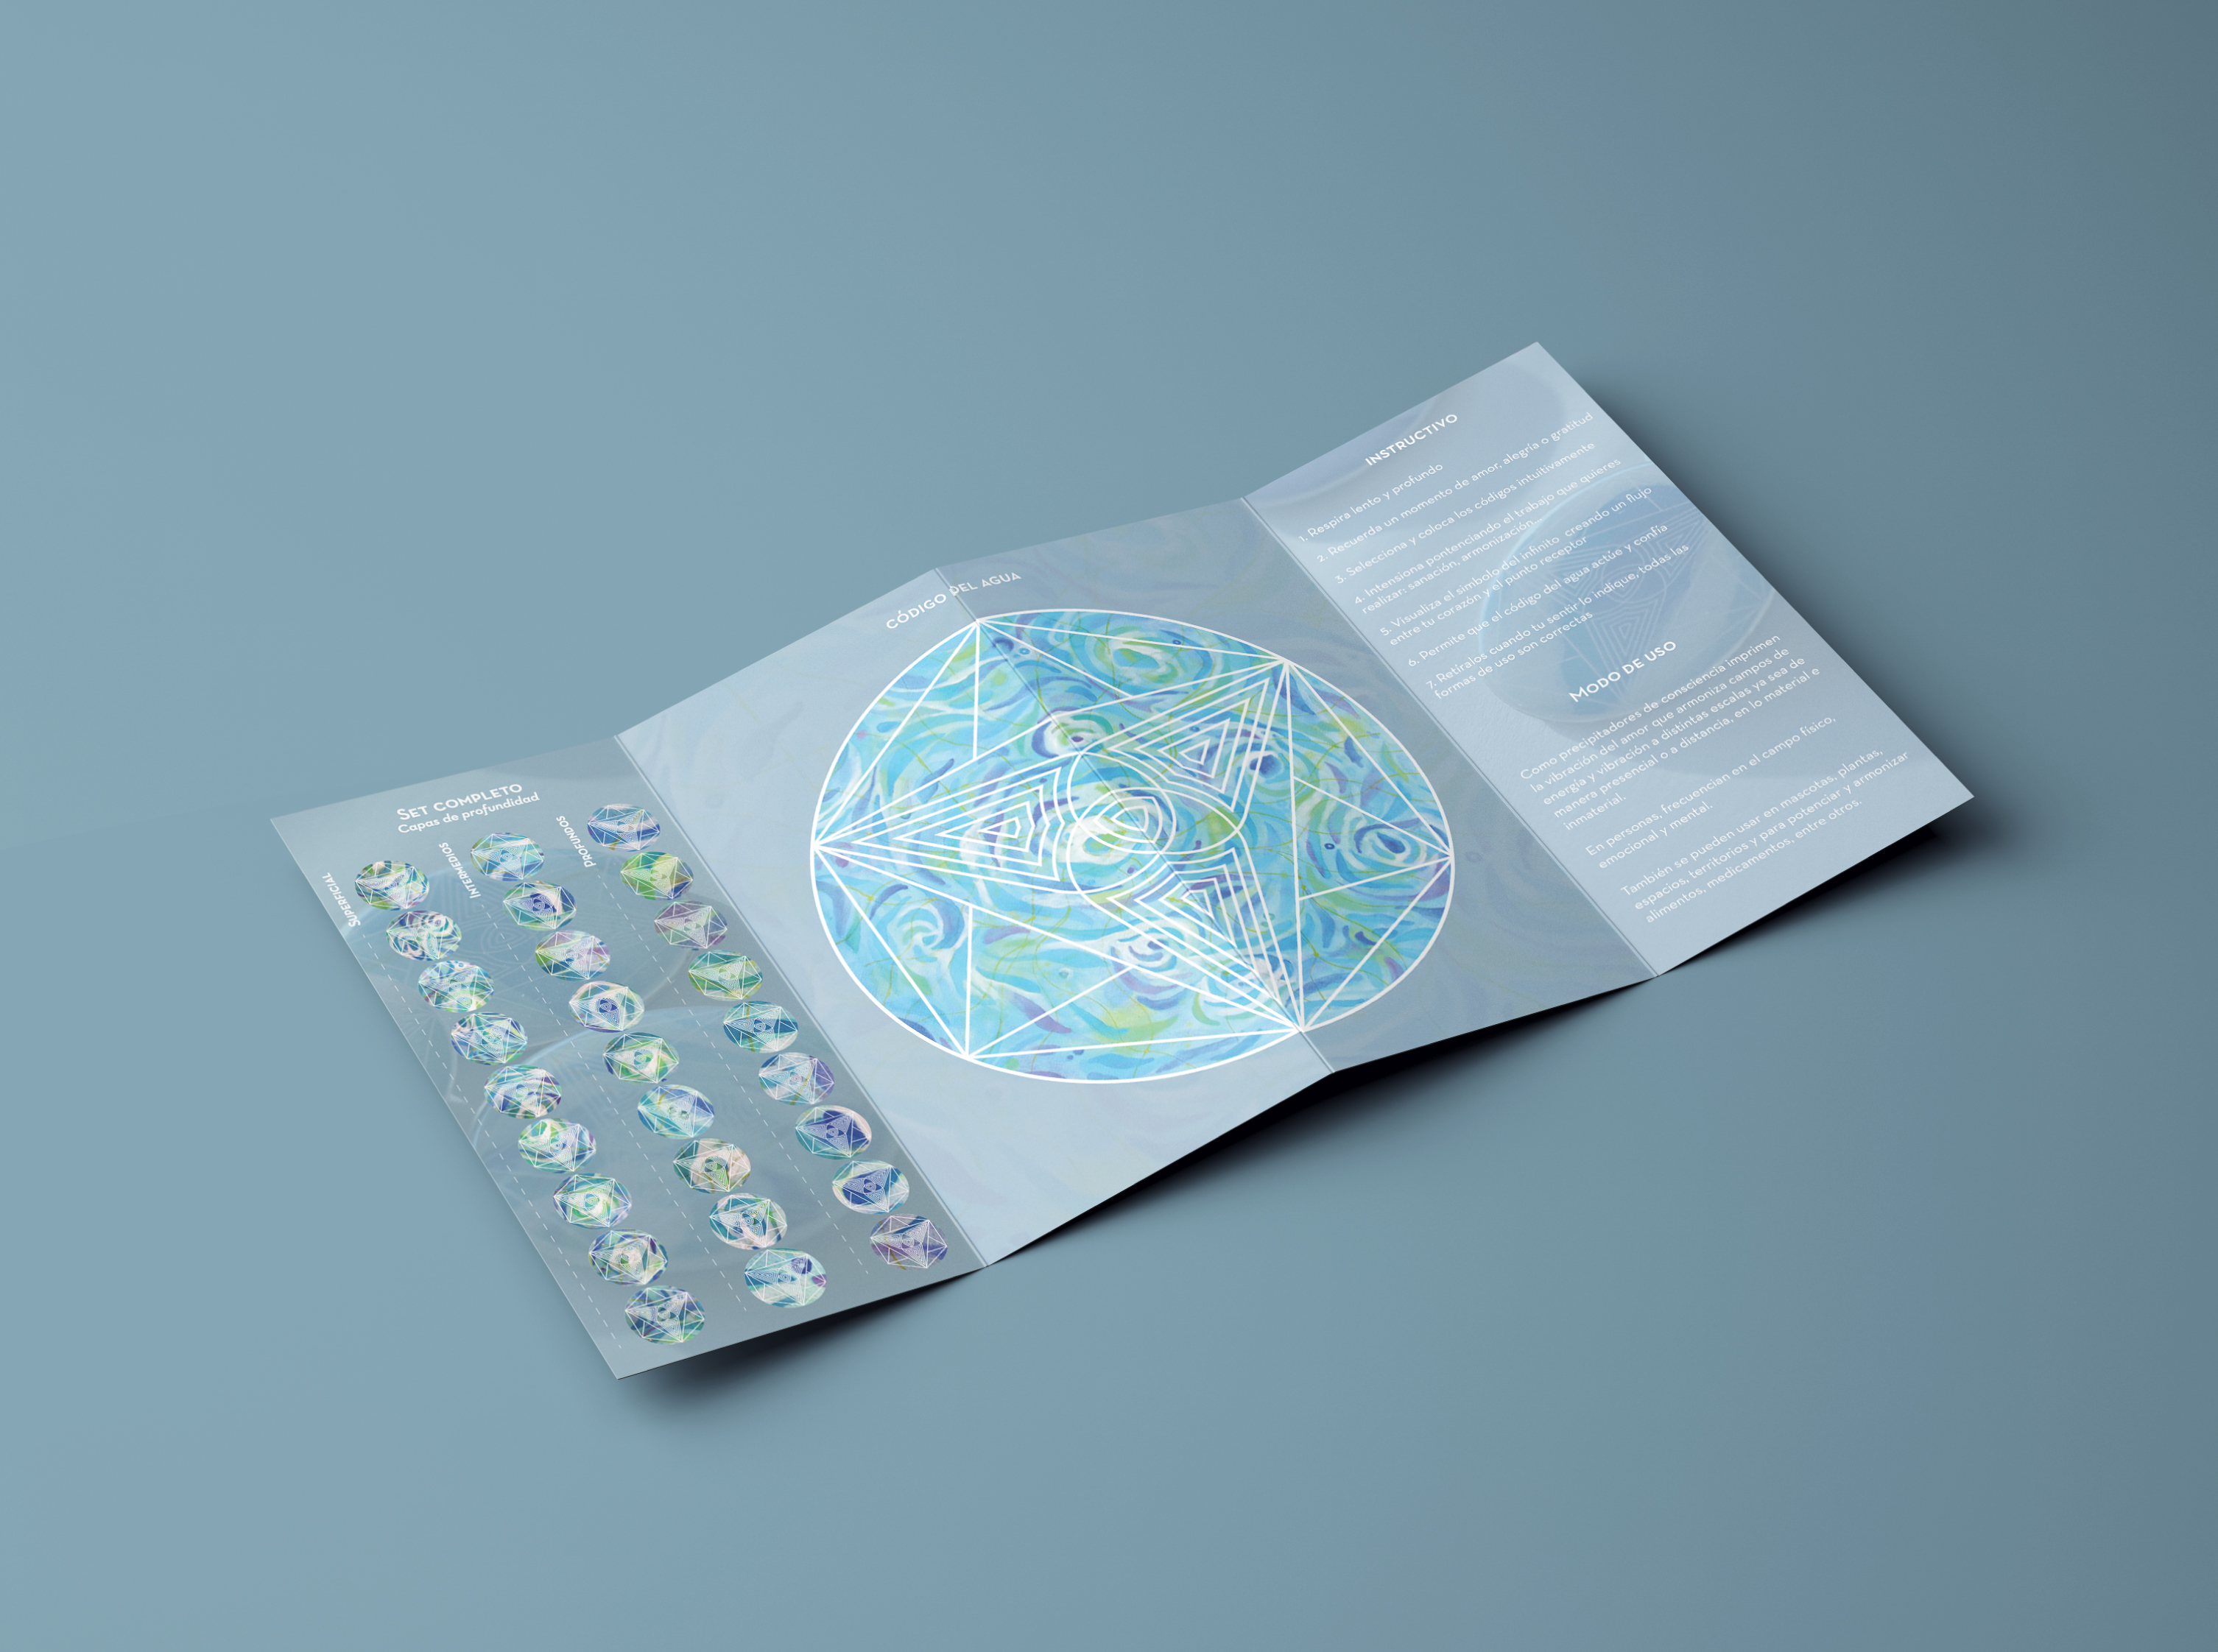 SET COMPLETO
Capas de profundidad
SUPERFICIAL
INTERMEDIOS
PROFUNDOS
CÓDIGO DEL AGUA
INSTRUCTIVO
1. Respira lento y profundo
2. Recuerda un momento de amor, alegría o gratitud
3. Selecciona y coloca los códigos intuitivamente
4. Intensiona potenciando el trabajo que quieres
realizar: sanación, armonización...
5. Visualiza el símbolo del infinito creando un flujo
entre tu corazón y el punto receptor
6. Permite que el código del agua actúe y confía
7. Retíralos cuando tu sentir lo indique, todas las
formas de uso son correctas
MODO DE USO
Como precipitadores de consciencia imprimen
la vibración del amor que armoniza campos de
energía y vibración a distintas escalas ya sea de
manera presencial o a distancia, en lo material e
inmaterial.
En personas, frecuencian en el campo físico,
emocional y mental.
También se pueden usar en mascotas, plantas,
espacios, territorios y para potenciar y armonizar
alimentos, medicamentos, entre otros.